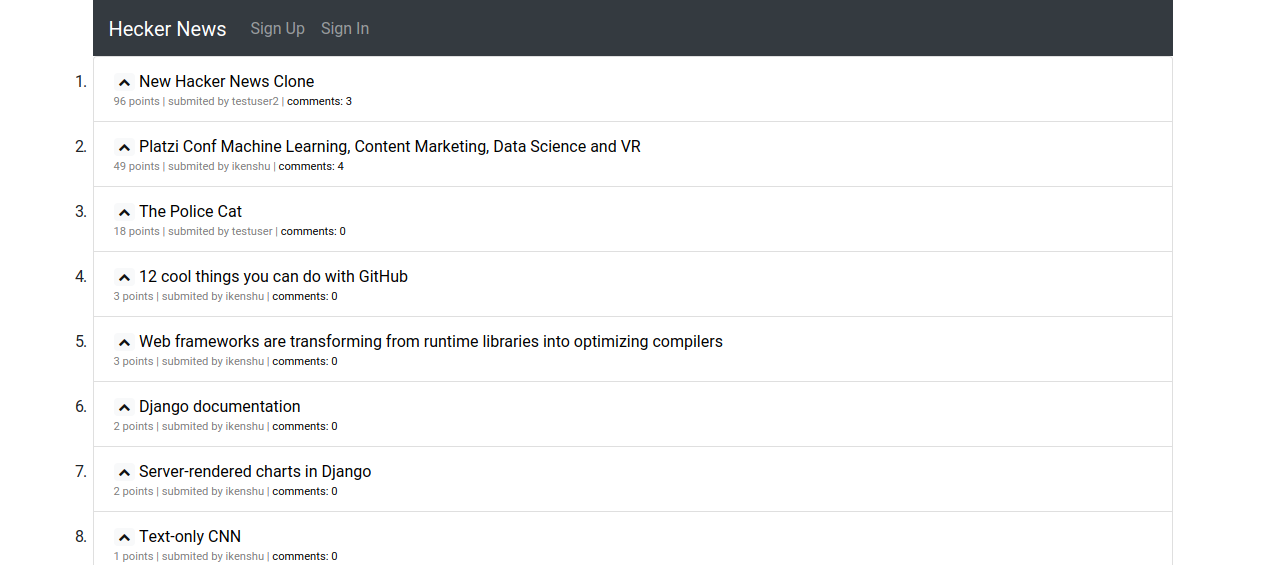 Hecker News Sign Up Sign In
1. New Hacker News Clone
96 points | submited by testuser2 | comments: 3
2. Platzi Conf Machine Learning, Content Marketing, Data Science and VR
49 points | submited by ikenshu | comments: 4
3. The Police Cat
18 points | submited by testuser | comments: 0
4. 12 cool things you can do with GitHub
3 points | submited by ikenshu | comments: 0
5. Web frameworks are transforming from runtime libraries into optimizing compilers
3 points | submited by ikenshu | comments: 0
6. Django documentation
2 points | submited by ikenshu | comments: 0
7. Server-rendered charts in Django
2 points | submited by ikenshu | comments: 0
8. Text-only CNN
1 points | submited by ikenshu | comments: 0